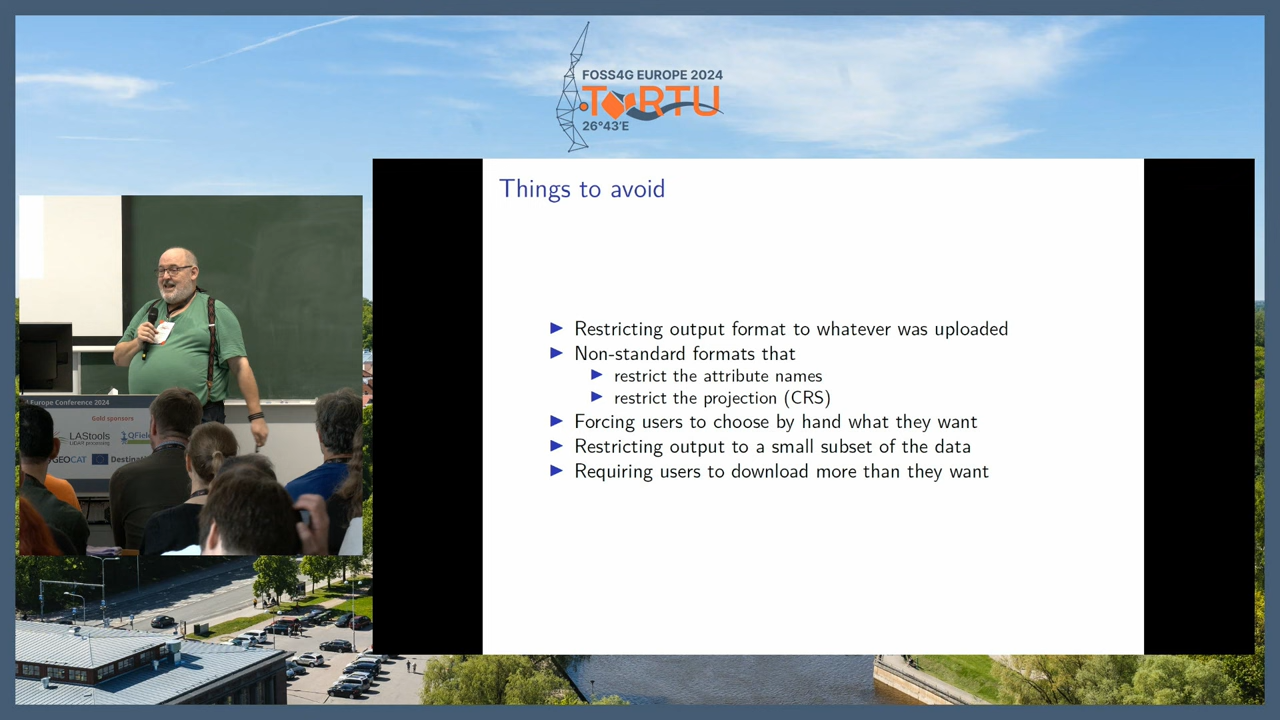 FOSS4G EUROPE 2024
TARTU
26°43'E
Things to avoid
Restricting output format to whatever was uploaded
Non-standard formats that
restrict the attribute names
restrict the projection (CRS)
Forcing users to choose by hand what they want
Restricting output to a small subset of the data
Requiring users to download more than they want
Europe Conference 2024
Gold sponsors
LAStools
QField
GEOCAT
Destinat